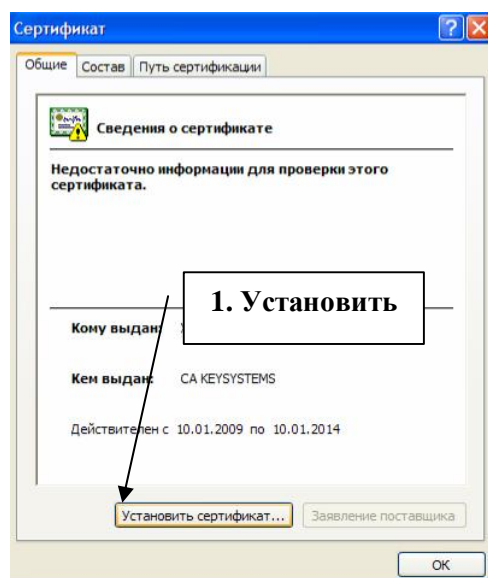 Сертификат
Общие Состав Путь сертификации
Сведения о сертификате
Недостаточно информации для проверки этого
сертификата.
1. Установить
Кому выдан:
Кем выдан: CA KEYSYSTEMS
Действителен с 10.01.2009 по 10.01.2014
Установить сертификат... Заявление поставщика
ОК